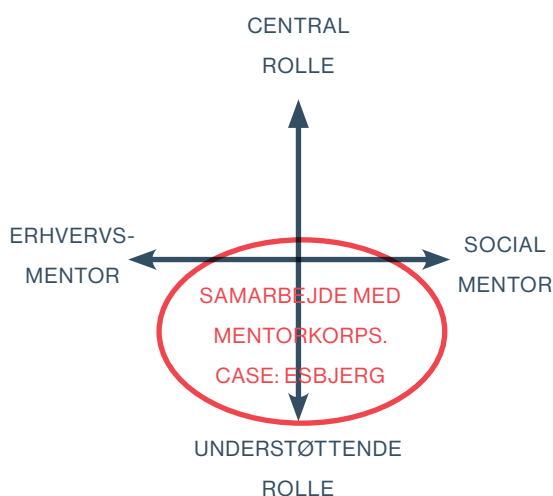 CENTRAL
ROLLE
ERHVERVS-
MENTOR
SOCIAL
MENTOR
SAMARBEJDE MED
MENTORKORPS.
CASE: ESBJERG
UNDERSTØTTENDE
ROLLE